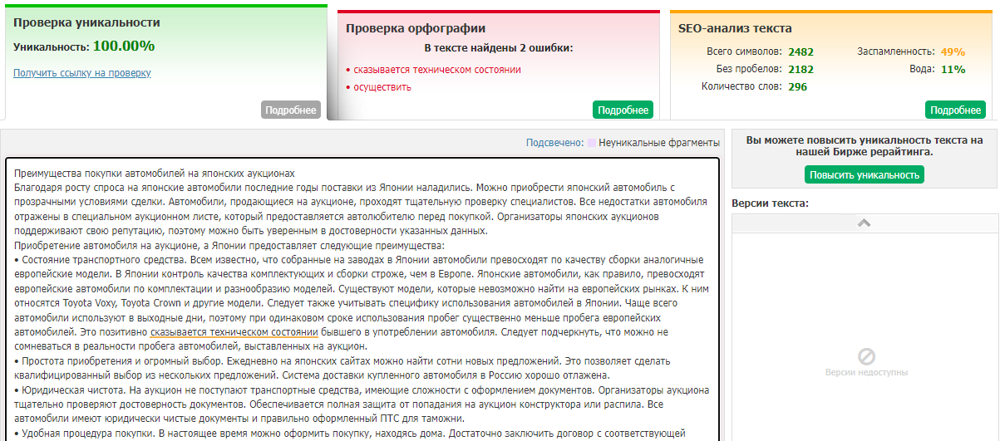 Проверка уникальности
Уникальность: 100.00%
Получить ссылку на проверку
Подробнее
Проверка орфографии
В тексте найдены 2 ошибки:
• сказывается техническом состоянии
• осуществить
Подробнее
SEO-анализ текста
Всего символов: 2482
Без пробелов: 2182
Количество слов: 296
Заспамленность: 49%
Вода: 11%
Подробнее
Подсвечено: Неуникальные фрагменты
Преимущества покупки автомобилей на японских аукционах
Благодаря росту спроса на японские автомобили последние годы поставки из Японии наладились. Можно приобрести японский автомобиль с
прозрачными условиями сделки. Автомобили, продающиеся на аукционе, проходят тщательную проверку специалистов. Все недостатки автомобиля
отражены в специальном аукционном листе, который предоставляется автолюбителю перед покупкой. Организаторы японских аукционов
поддерживают свою репутацию, поэтому можно быть уверенным в достоверности указанных данных.
Приобретение автомобиля на аукционе, а Японии предоставляет следующие преимущества:
• Состояние транспортного средства. Всем известно, что собранные на заводах в Японии автомобили превосходят по качеству сборки аналогичные
европейские модели. В Японии контроль качества комплектующих и сборки строже, чем в Европе. Японские автомобили, как правило, превосходят
европейские автомобили по комплектации и разнообразию моделей. Существуют модели, которые невозможно найти на европейских рынках. К ним
относятся Toyota Voxy, Toyota Crown и другие модели. Следует также учитывать специфику использования автомобилей в Японии. Чаще всего
автомобили используют в выходные дни, поэтому при одинаковом сроке использования пробег существенно меньше пробега европейских
автомобилей. Это позитивно сказывается техническом состоянии бывшего в употреблении автомобиля. Следует подчеркнуть, что можно не
сомневаться в реальности пробега автомобилей, выставленных на аукцион.
• Простота приобретения и огромный выбор. Ежедневно на японских сайтах можно найти сотни новых предложений. Это позволяет сделать
квалифицированный выбор из нескольких предложений. Система доставки купленного автомобиля в Россию хорошо отлажена.
• Юридическая чистота. На аукцион не поступают транспортные средства, имеющие сложности с оформлением документов. Организаторы аукциона
тщательно проверяют достоверность документов. Обеспечивается полная защита от попадания на аукцион конструктора или распила. Все
автомобили имеют юридически чистые документы и правильно оформленный ПТС для таможни.
• Удобная процедура покупки. В настоящее время можно оформить покупку, находясь дома. Достаточно заключить договор с соответствующей
Вы можете повысить уникальность текста на
нашей Бирже рерайтинга.
Повысить уникальность
Версии текста:
Версии недоступны